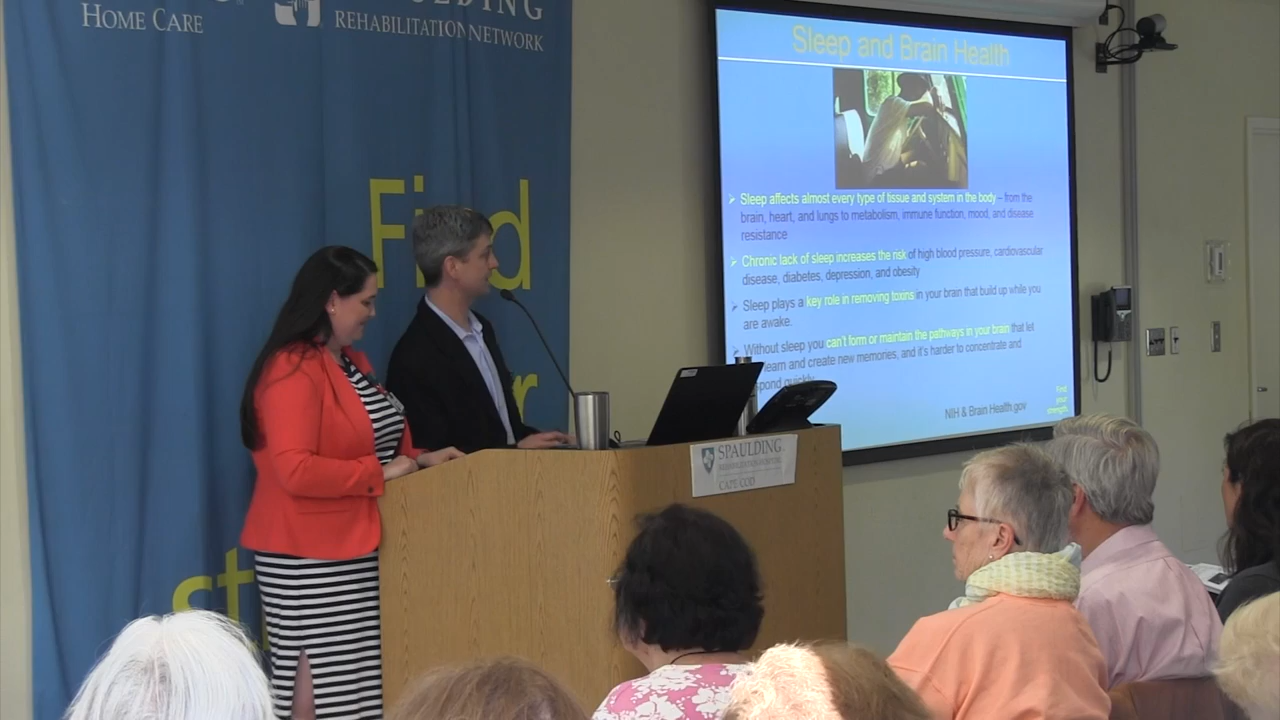 HOME CARE
REHABILITATION NETWORK
Find
st
SPAULDING
CAPE COD
Sleep and Brain Health
Sleep affects almost every type of tissue and system in the body – from the
brain, heart, and lungs to metabolism, immune function, mood, and disease
resistance
Chronic lack of sleep increases the risk of high blood pressure, cardiovascular
disease, diabetes, depression, and obesity
Sleep plays a key role in removing toxins in your brain that build up while you
are awake.
Without sleep you can't form or maintain the pathways in your brain that let
learn and create new memories, and it's harder to concentrate and
spond quickly
NIH & Brain Health.gov
Find
your
strength.